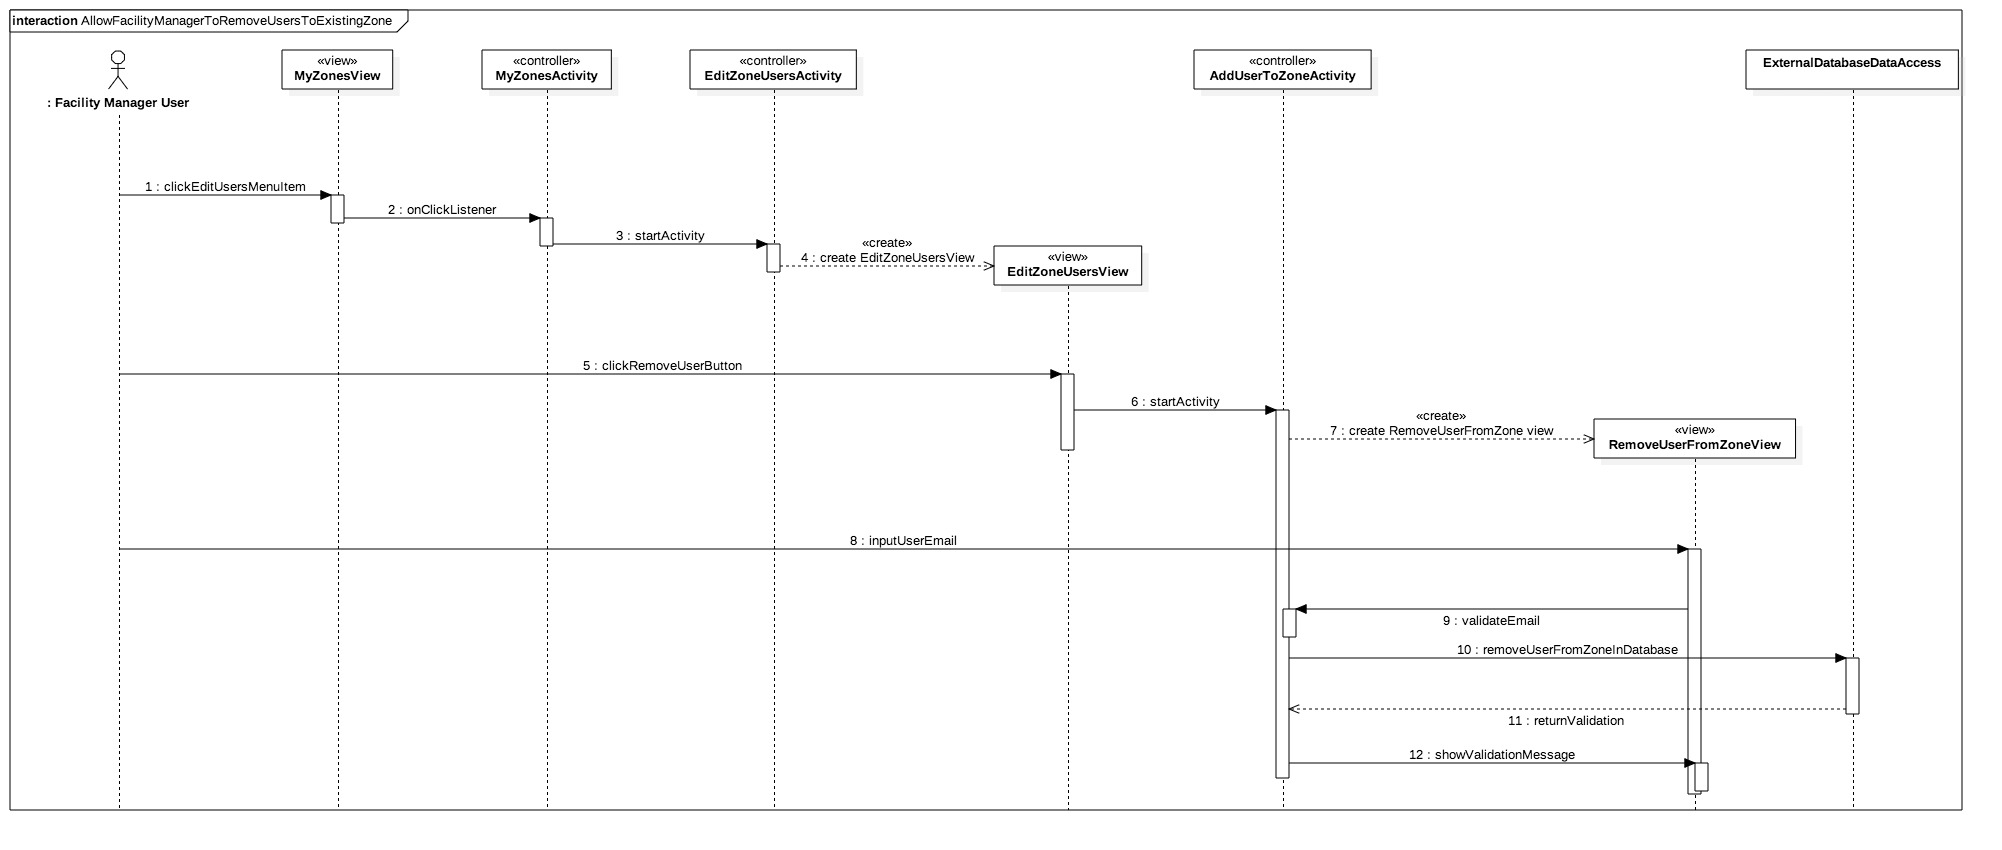 interaction AllowFacilityManagerToRemoveUsersToExistingZone
«view»
MyZonesView
«controller»
MyZonesActivity
«controller»
EditZoneUsersActivity
«controller»
AddUserToZoneActivity
ExternalDatabaseDataAccess
: Facility Manager User
1 : clickEditUsersMenuItem
2 : onClickListener
3 : startActivity
«create»
4 : create EditZoneUsersView
«view»
EditZoneUsersView
5 : clickRemoveUserButton
6 : startActivity
«create»
7 : create RemoveUserFromZone view
«view»
RemoveUserFromZoneView
8 : inputUserEmail
9 : validateEmail
10 : removeUserFromZoneInDatabase
11 : returnValidation
12 : showValidationMessage